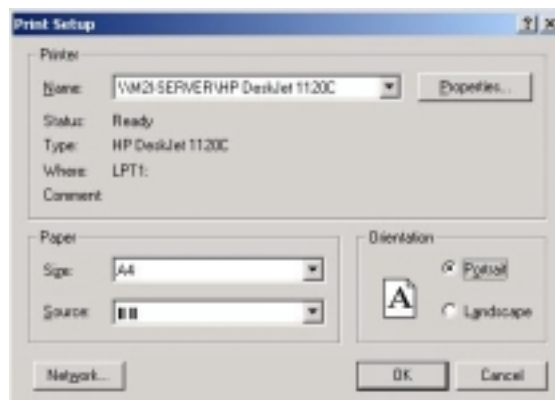 Print Setup
Printer
Name: \\M2I-SERVER\HP DeskJet 1120C Properties...
Status: Ready
Type: HP DeskJet 1120C
Where: LPT1:
Comment:
Paper
Size: A4
Source:
Orientation
Portrait
A
Landscape
Network... OK Cancel